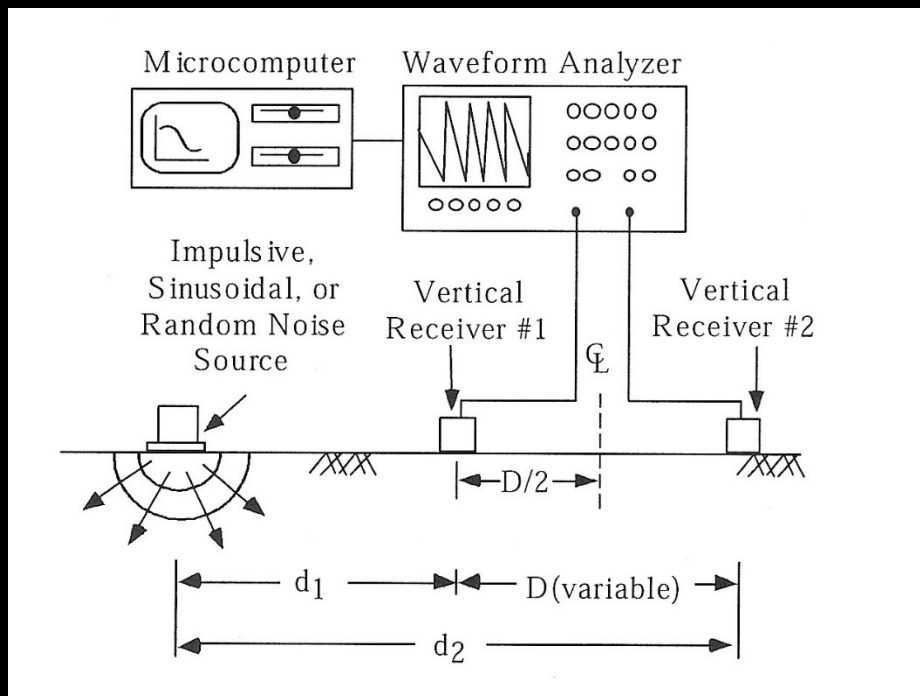 Microcomputer
Waveform Analyzer
Impulsive,
Sinusoidal, or
Random Noise
Source
Vertical
Receiver #1
Vertical
Receiver #2
℄
D/2
d₁
D(variable)
d₂